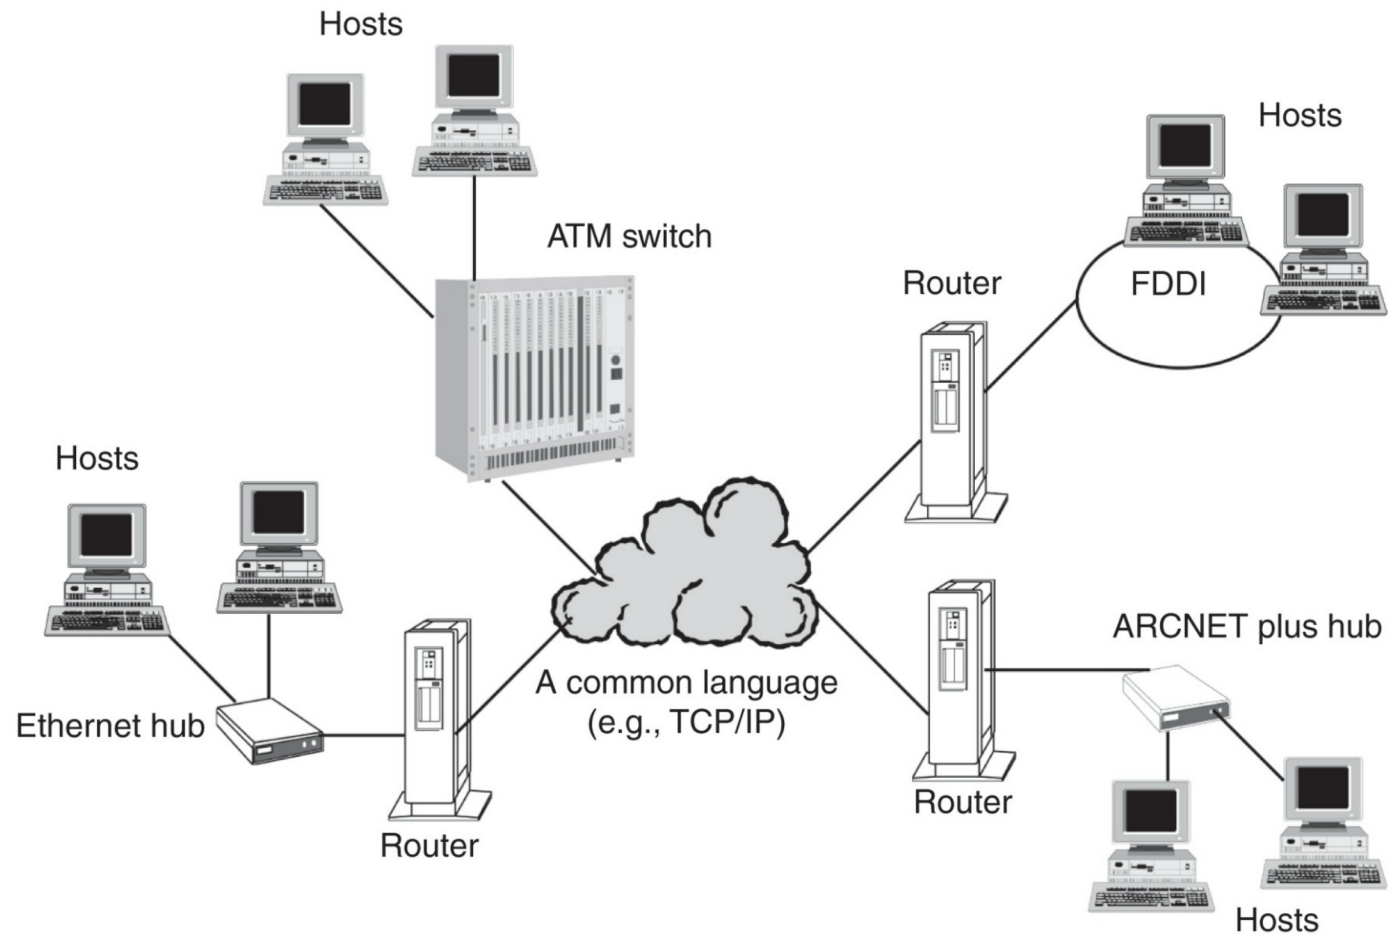 Hosts
Hosts
ATM switch
Router
FDDI
Hosts
ARCNET plus hub
A common language
(e.g., TCP/IP)
Ethernet hub
Router
Router
Hosts